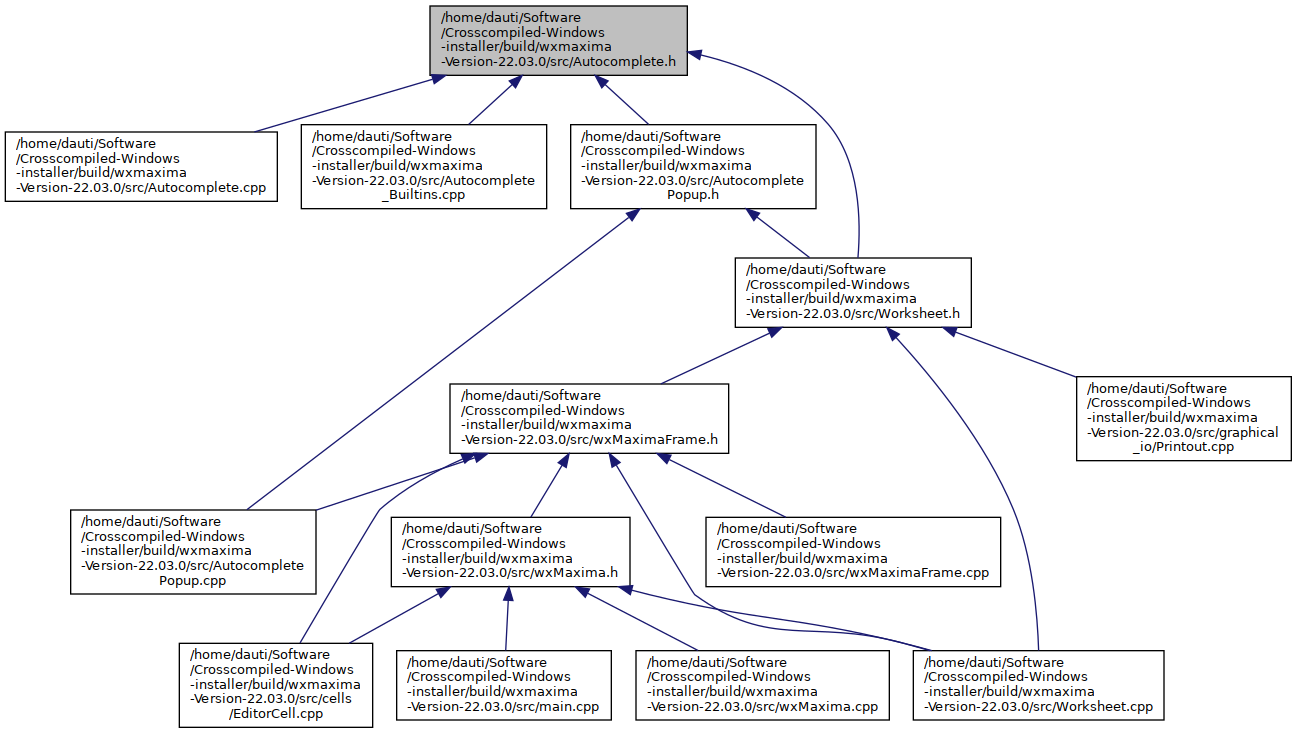 /home/dauti/Software
/Crosscompiled-Windows
-installer/build/wxmaxima
-Version-22.03.0/src/Autocomplete.h
/home/dauti/Software
/Crosscompiled-Windows
-installer/build/wxmaxima
-Version-22.03.0/src/Autocomplete.cpp
/home/dauti/Software
/Crosscompiled-Windows
-installer/build/wxmaxima
-Version-22.03.0/src/Autocomplete
_Builtins.cpp
/home/dauti/Software
/Crosscompiled-Windows
-installer/build/wxmaxima
-Version-22.03.0/src/Autocomplete
Popup.h
/home/dauti/Software
/Crosscompiled-Windows
-installer/build/wxmaxima
-Version-22.03.0/src/Worksheet.h
/home/dauti/Software
/Crosscompiled-Windows
-installer/build/wxmaxima
-Version-22.03.0/src/wxMaximaFrame.h
/home/dauti/Software
/Crosscompiled-Windows
-installer/build/wxmaxima
-Version-22.03.0/src/graphical
_io/Printout.cpp
/home/dauti/Software
/Crosscompiled-Windows
-installer/build/wxmaxima
-Version-22.03.0/src/Autocomplete
Popup.cpp
/home/dauti/Software
/Crosscompiled-Windows
-installer/build/wxmaxima
-Version-22.03.0/src/wxMaxima.h
/home/dauti/Software
/Crosscompiled-Windows
-installer/build/wxmaxima
-Version-22.03.0/src/wxMaximaFrame.cpp
/home/dauti/Software
/Crosscompiled-Windows
-installer/build/wxmaxima
-Version-22.03.0/src/cells
/EditorCell.cpp
/home/dauti/Software
/Crosscompiled-Windows
-installer/build/wxmaxima
-Version-22.03.0/src/main.cpp
/home/dauti/Software
/Crosscompiled-Windows
-installer/build/wxmaxima
-Version-22.03.0/src/wxMaxima.cpp
/home/dauti/Software
/Crosscompiled-Windows
-installer/build/wxmaxima
-Version-22.03.0/src/Worksheet.cpp